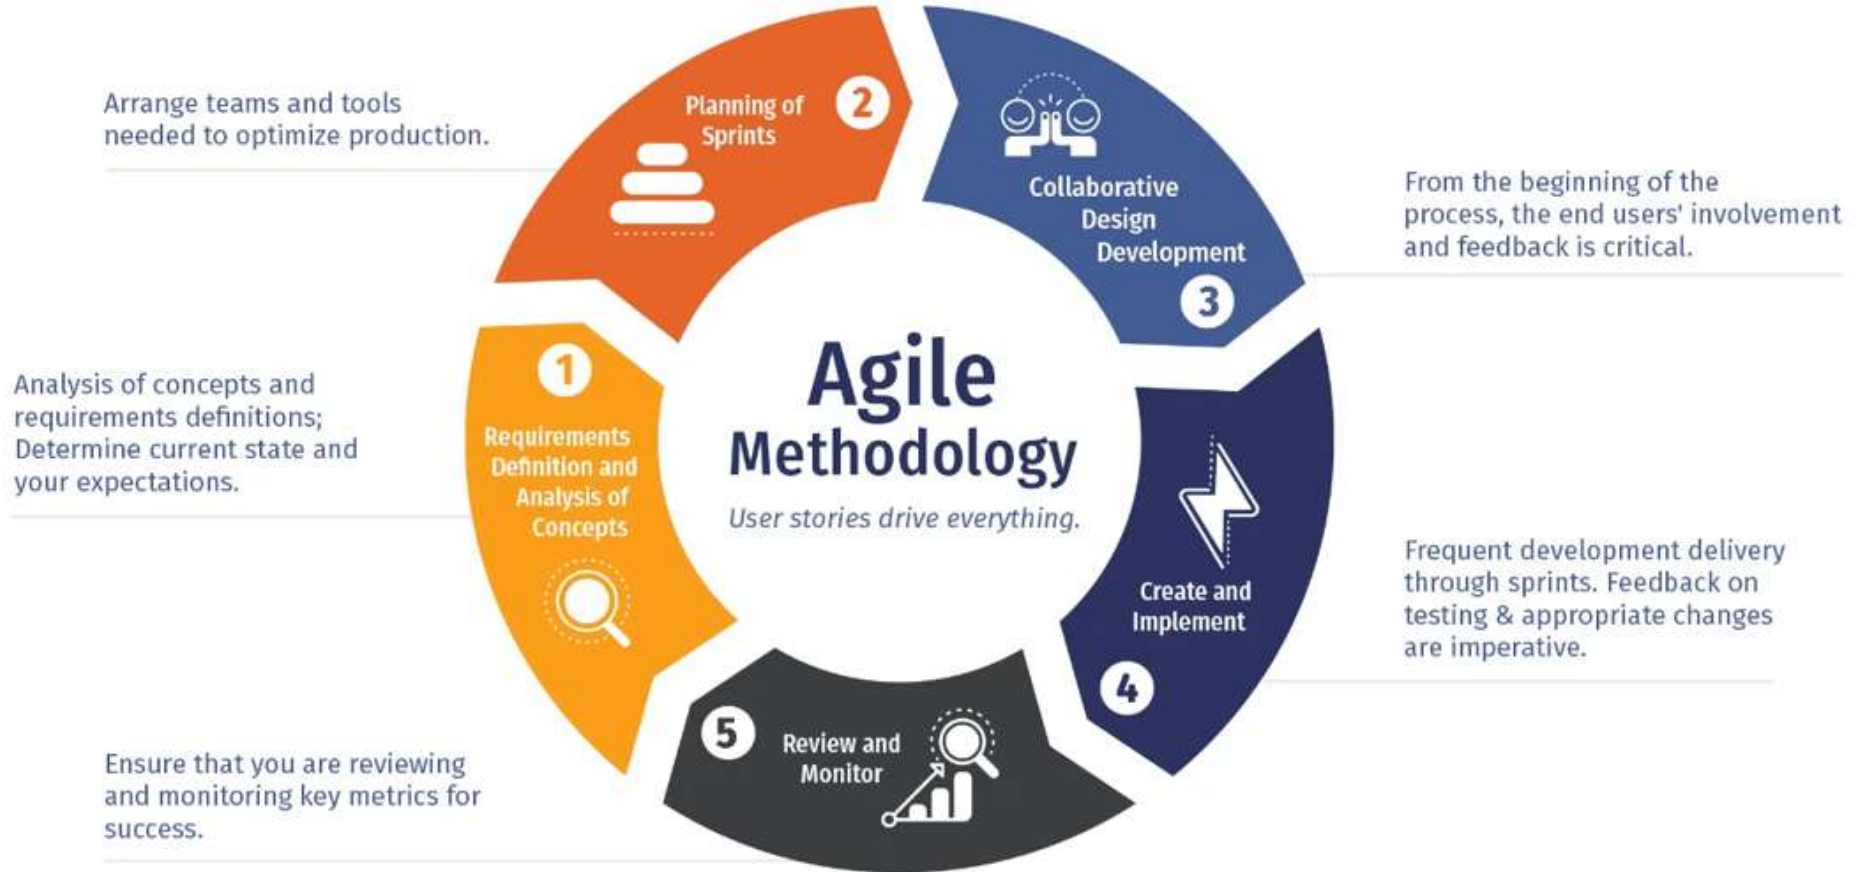 Agile
Methodology
User stories drive everything.
1
Requirements
Definition and
Analysis of
Concepts
Analysis of concepts and
requirements definitions;
Determine current state and
your expectations.
2
Planning of
Sprints
Arrange teams and tools
needed to optimize production.
Collaborative
Design
Development
3
From the beginning of the
process, the end users' involvement
and feedback is critical.
Create and
Implement
4
Frequent development delivery
through sprints. Feedback on
testing & appropriate changes
are imperative.
5
Review and
Monitor
Ensure that you are reviewing
and monitoring key metrics for
success.